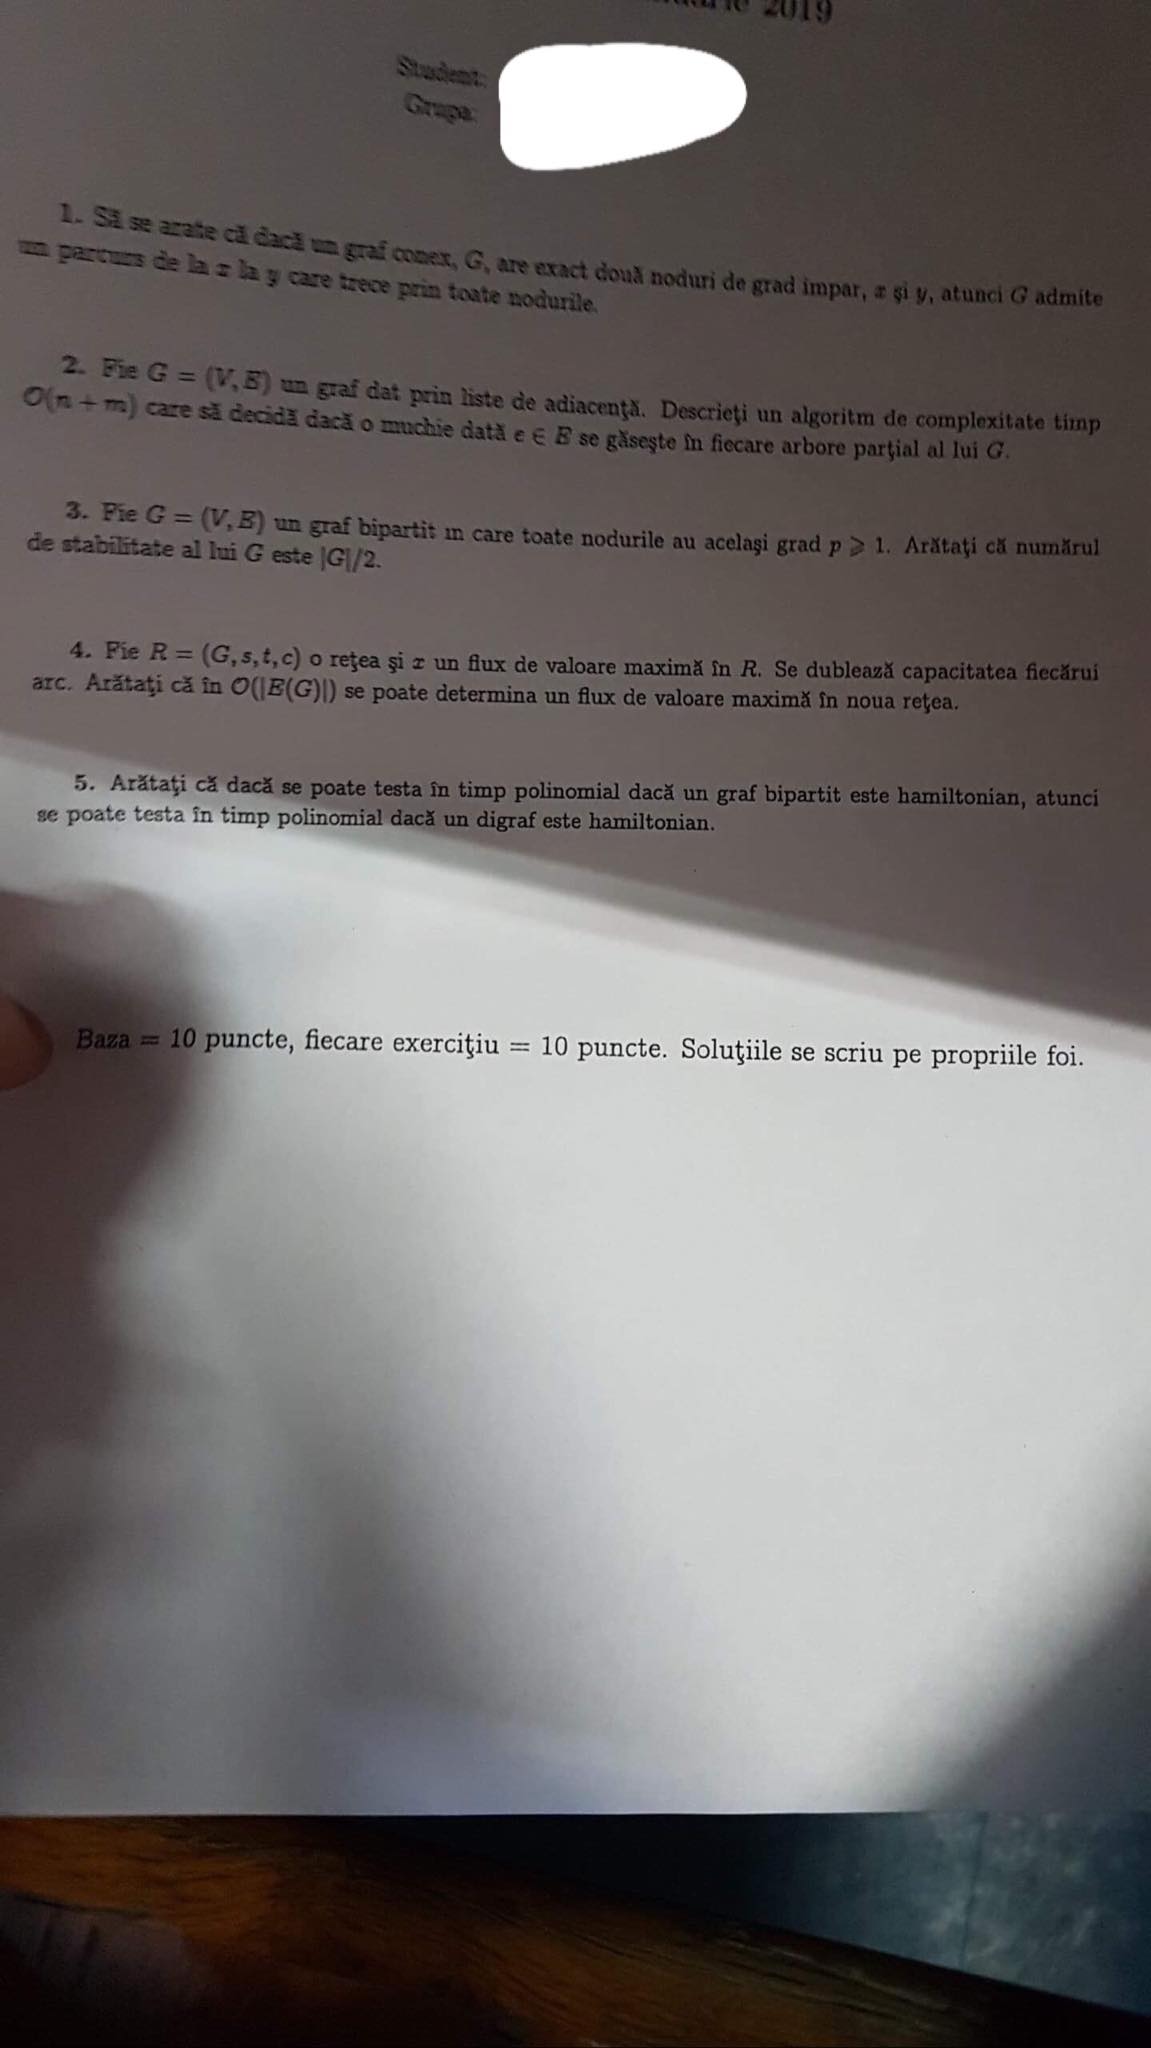 2019
Student:
Grupa:
1. Să se arate că dacă un graf conex, G, are exact două noduri de grad impar, x și y, atunci G admite
un parcurs de la x la y care trece prin toate nodurile.
2. Fie G = (V, E) un graf dat prin liste de adiacenţă. Descrieţi un algoritm de complexitate timp
O(n + m) care să decidă dacă o muchie dată e ∈ E se găseşte în fiecare arbore parţial al lui G.
3. Fie G = (V, E) un graf bipartit în care toate nodurile au acelaşi grad p ⩾ 1. Arătaţi că numărul
de stabilitate al lui G este |G|/2.
4. Fie R = (G, s, t, c) o reţea şi x un flux de valoare maximă în R. Se dublează capacitatea fiecărui
arc. Arătaţi că în O(|E(G)|) se poate determina un flux de valoare maximă în noua reţea.
5. Arătaţi că dacă se poate testa în timp polinomial dacă un graf bipartit este hamiltonian, atunci
se poate testa în timp polinomial dacă un digraf este hamiltonian.
Baza = 10 puncte, fiecare exerciţiu = 10 puncte. Soluţiile se scriu pe propriile foi.